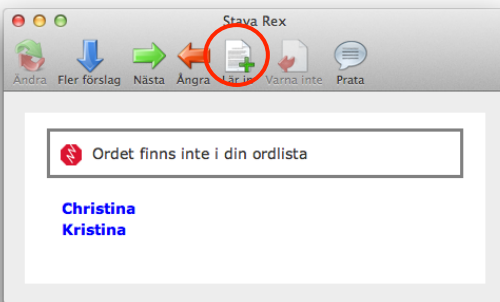 Stava Rex
Ändra Fler förslag Nästa Ångra Lär in Varna inte Prata
Ordet finns inte i din ordlista
Christina
Kristina